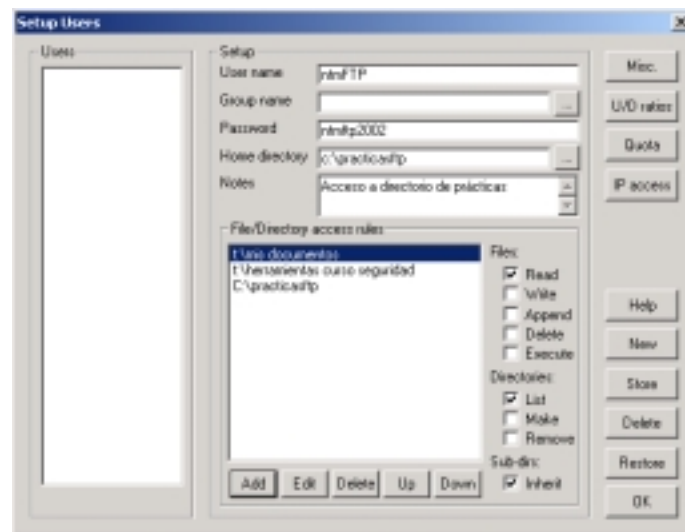 Setup Users
Users
Setup
User name ntmFTP
Group name
...
Password ntmftp2002
Home directory c:\practicasftp
...
Notes Acceso a directorio de prácticas
File/Directory access rules
t:\mis documentos
t:\herramientas curso seguridad
C:\practicasftp
Files:
Read
Write
Append
Delete
Execute
Directories:
List
Make
Remove
Sub-dirs:
Inherit
Add Edit Delete Up Down
Misc.
U/D ratios
Quota
IP access
Help
New
Store
Delete
Restore
OK